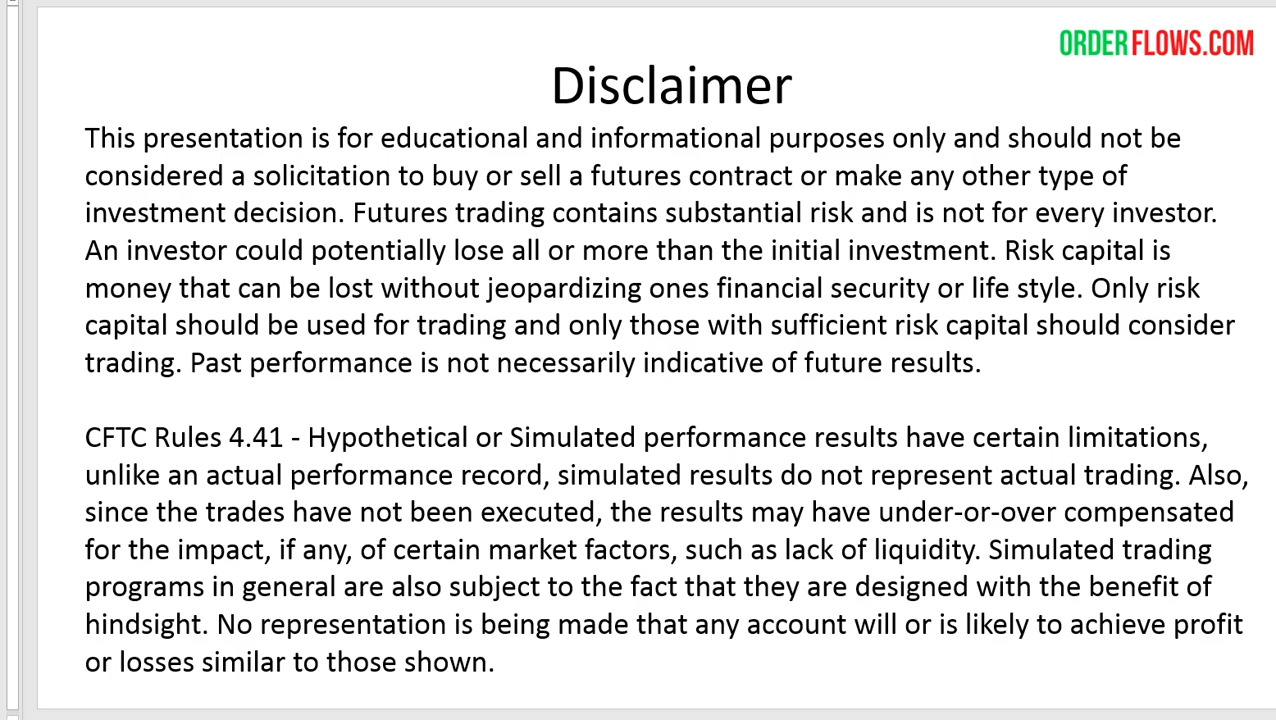 ORDERFLOWS.COM
Disclaimer
This presentation is for educational and informational purposes only and should not be
considered a solicitation to buy or sell a futures contract or make any other type of
investment decision. Futures trading contains substantial risk and is not for every investor.
An investor could potentially lose all or more than the initial investment. Risk capital is
money that can be lost without jeopardizing ones financial security or life style. Only risk
capital should be used for trading and only those with sufficient risk capital should consider
trading. Past performance is not necessarily indicative of future results.
CFTC Rules 4.41 - Hypothetical or Simulated performance results have certain limitations,
unlike an actual performance record, simulated results do not represent actual trading. Also,
since the trades have not been executed, the results may have under-or-over compensated
for the impact, if any, of certain market factors, such as lack of liquidity. Simulated trading
programs in general are also subject to the fact that they are designed with the benefit of
hindsight. No representation is being made that any account will or is likely to achieve profit
or losses similar to those shown.